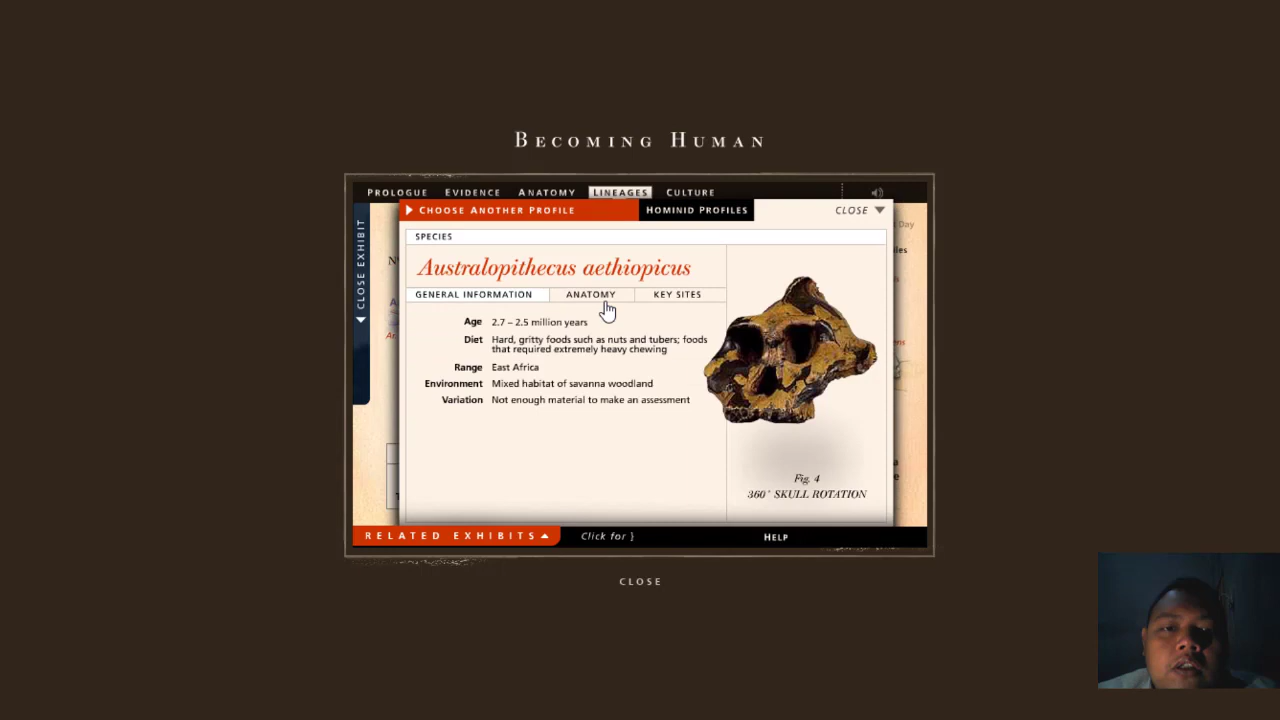 BECOMING HUMAN
PROLOGUE EVIDENCE ANATOMY LINEAGES CULTURE
CHOOSE ANOTHER PROFILE HOMINID PROFILES CLOSE
Day
CLOSE EXHIBIT
SPECIES
Australopithecus aethiopicus
GENERAL INFORMATION ANATOMY KEY SITES
Age 2.7 – 2.5 million years
Diet Hard, gritty foods such as nuts and tubers; foods
that required extremely heavy chewing
Range East Africa
Environment Mixed habitat of savanna woodland
Variation Not enough material to make an assessment
Fig. 4
360° SKULL ROTATION
RELATED EXHIBITS Click for } HELP
CLOSE